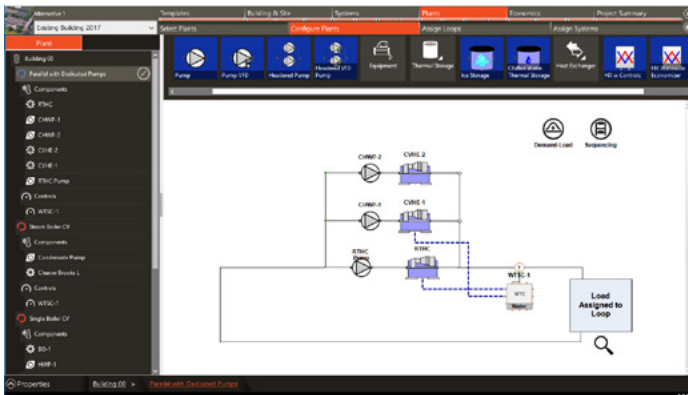 Alternative 1
Templates
Building & Site
Systems
Plants
Economics
Project Summary
Existing Building 2017
Select Plants
Configure Plants
Assign Loops
Assign Systems
Plant
Building 00
Parallel with Dedicated Pumps
Components
RTHC
CHWP-1
CHWP-2
CVHE-2
CVHE-1
RTHC Pump
Controls
WTSC-1
Steam Boiler CV
Components
Condensate Pump
Cleaver Brooks L
Controls
WTSC-1
Single Boiler CV
Components
BO-1
HWP-1
Pump
Pump VFD
Headered Pump
Headered VFD Pump
Equipment
Thermal Storage
Ice Storage
Chilled Water
Thermal Storage
Heat Exchanger
HX w Controls
Economizer
Demand-Load
Sequencing
CHWP-2
CVHE-2
CHWP-1
CVHE-1
RTHC
Pump
RTHC
WTSC-1
WTC
Master
Load
Assigned to
Loop
Properties
Building 00 >
Parallel with Dedicated Pumps